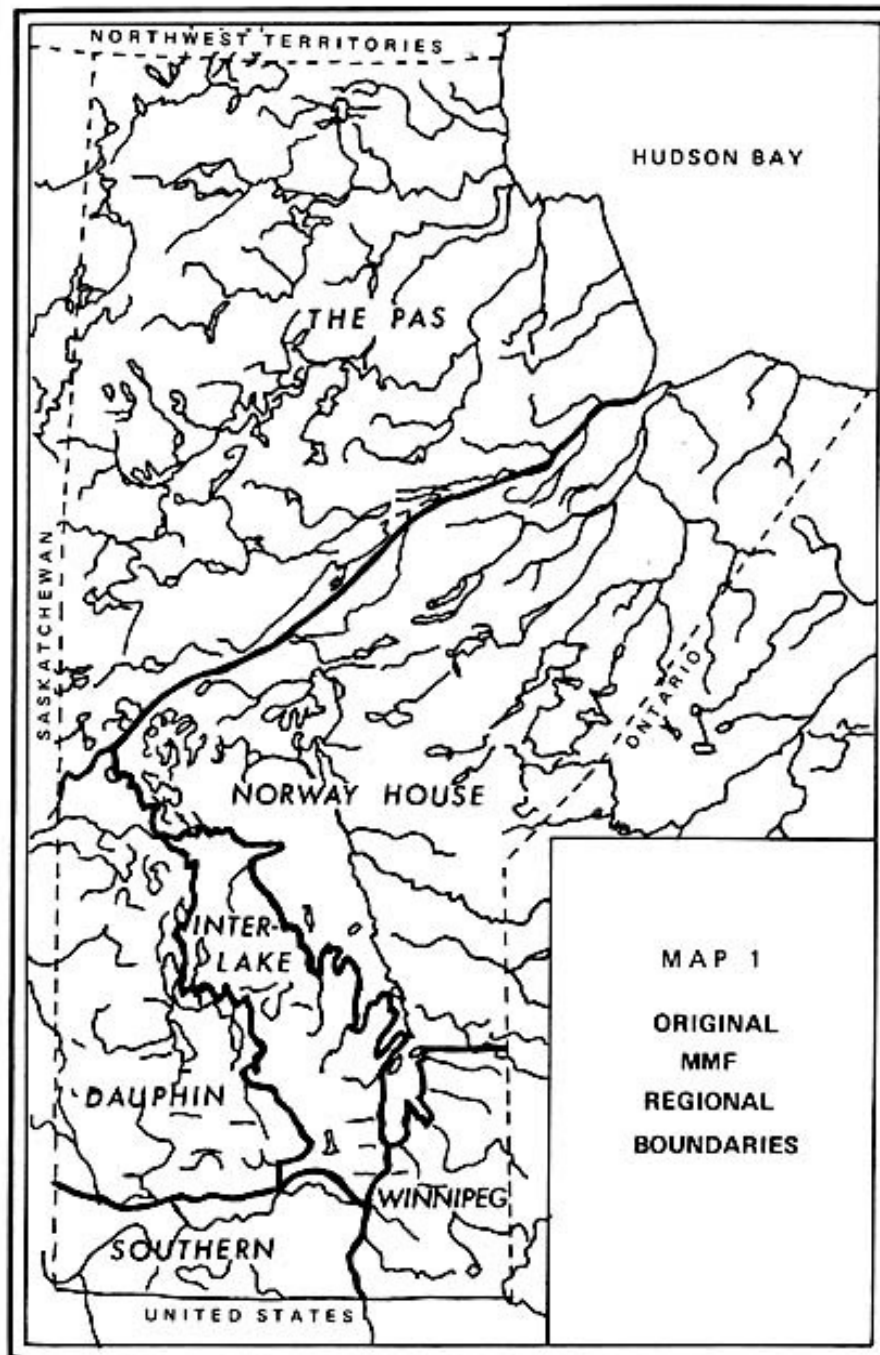 NORTHWEST TERRITORIES
HUDSON BAY
THE PAS
SASKATCHEWAN
ONTARIO
NORWAY HOUSE
INTER-
LAKE
MAP 1
ORIGINAL
MMF
REGIONAL
BOUNDARIES
DAUPHIN
WINNIPEG
SOUTHERN
UNITED STATES